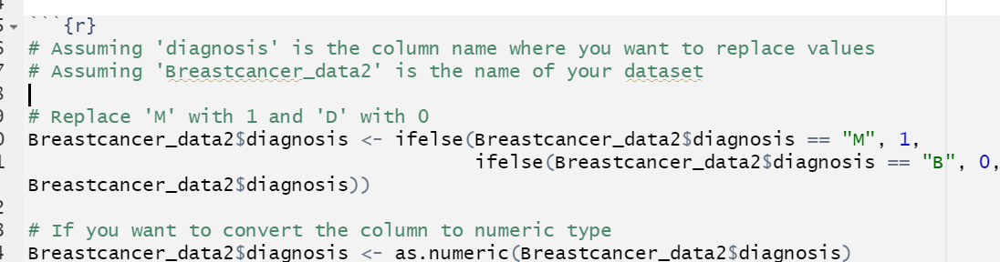 ```{r}
# Assuming 'diagnosis' is the column name where you want to replace values
# Assuming 'Breastcancer_data2' is the name of your dataset
# Replace 'M' with 1 and 'D' with 0
Breastcancer_data2$diagnosis <- ifelse(Breastcancer_data2$diagnosis == "M", 1,
ifelse(Breastcancer_data2$diagnosis == "B", 0,
Breastcancer_data2$diagnosis))
# If you want to convert the column to numeric type
Breastcancer_data2$diagnosis <- as.numeric(Breastcancer_data2$diagnosis)